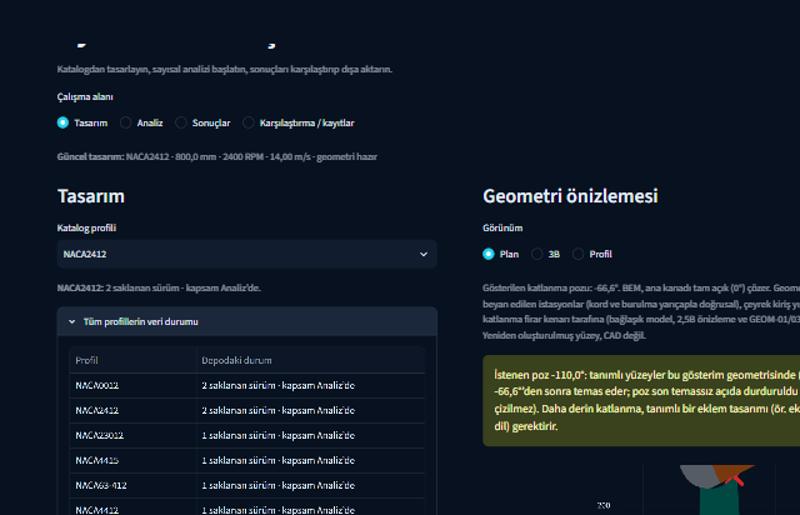 Katalogdan tasarlayın, sayısal analizi başlatın, sonuçları karşılaştırıp dışa aktarın.
Çalışma alanı
Tasarım Analiz Sonuçlar Karşılaştırma / kayıtlar
Güncel tasarım: NACA2412 · 800,0 mm · 2400 RPM · 14,00 m/s · geometri hazır
Tasarım
Katalog profili
NACA2412
NACA2412: 2 saklanan sürüm · kapsam Analiz'de.
Tüm profillerin veri durumu
Profil Depodaki durum
NACA0012 2 saklanan sürüm · kapsam Analiz'de
NACA2412 2 saklanan sürüm · kapsam Analiz'de
NACA23012 1 saklanan sürüm · kapsam Analiz'de
NACA4415 1 saklanan sürüm · kapsam Analiz'de
NACA63-412 1 saklanan sürüm · kapsam Analiz'de
NACA4412 1 saklanan sürüm · kapsam Analiz'de
Geometri önizlemesi
Görünüm
Plan 3B Profil
Gösterilen katlanma pozu: -66,6°. BEM, ana kanadı tam açık (0°) çözer. Geome
beyan edilen istasyonlar (kord ve burulma yarıçapla doğrusal), çeyrek kiriş y
katlanma firar kenarı tarafına (bağlaşık model, 2,5B önizleme ve GEOM-01/03
Yeniden oluşturulmuş yüzey, CAD değil.
İstenen poz -110,0°: tanımlı yüzeyler bu gösterim geometrisinde
-66,6°'den sonra temas eder; poz son temassız açıda durduruldu
çizilmez). Daha derin katlanma, tanımlı bir eklem tasarımı (ör. ek
dil) gerektirir.
200